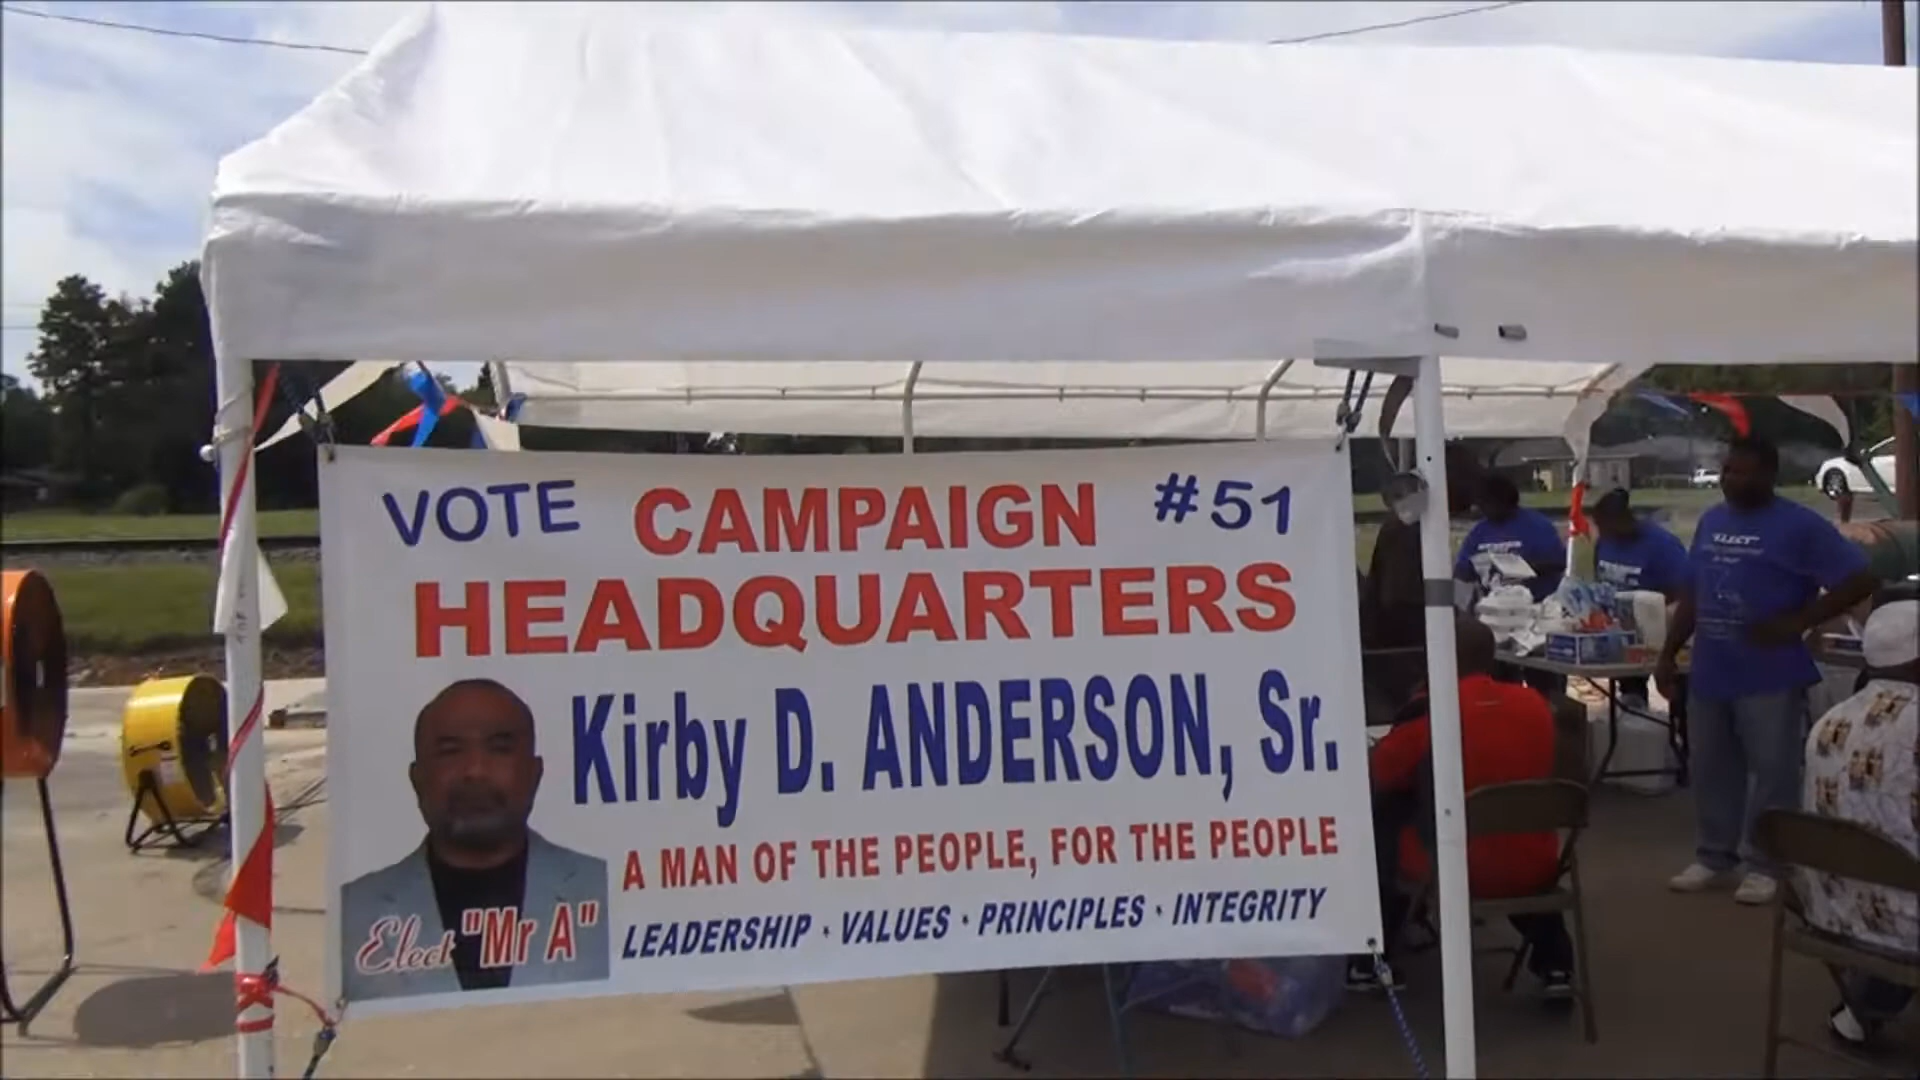 VOTE CAMPAIGN #51
HEADQUARTERS
Kirby D. ANDERSON, Sr.
A MAN OF THE PEOPLE, FOR THE PEOPLE
LEADERSHIP · VALUES · PRINCIPLES · INTEGRITY
Elect "Mr A"
ELECT